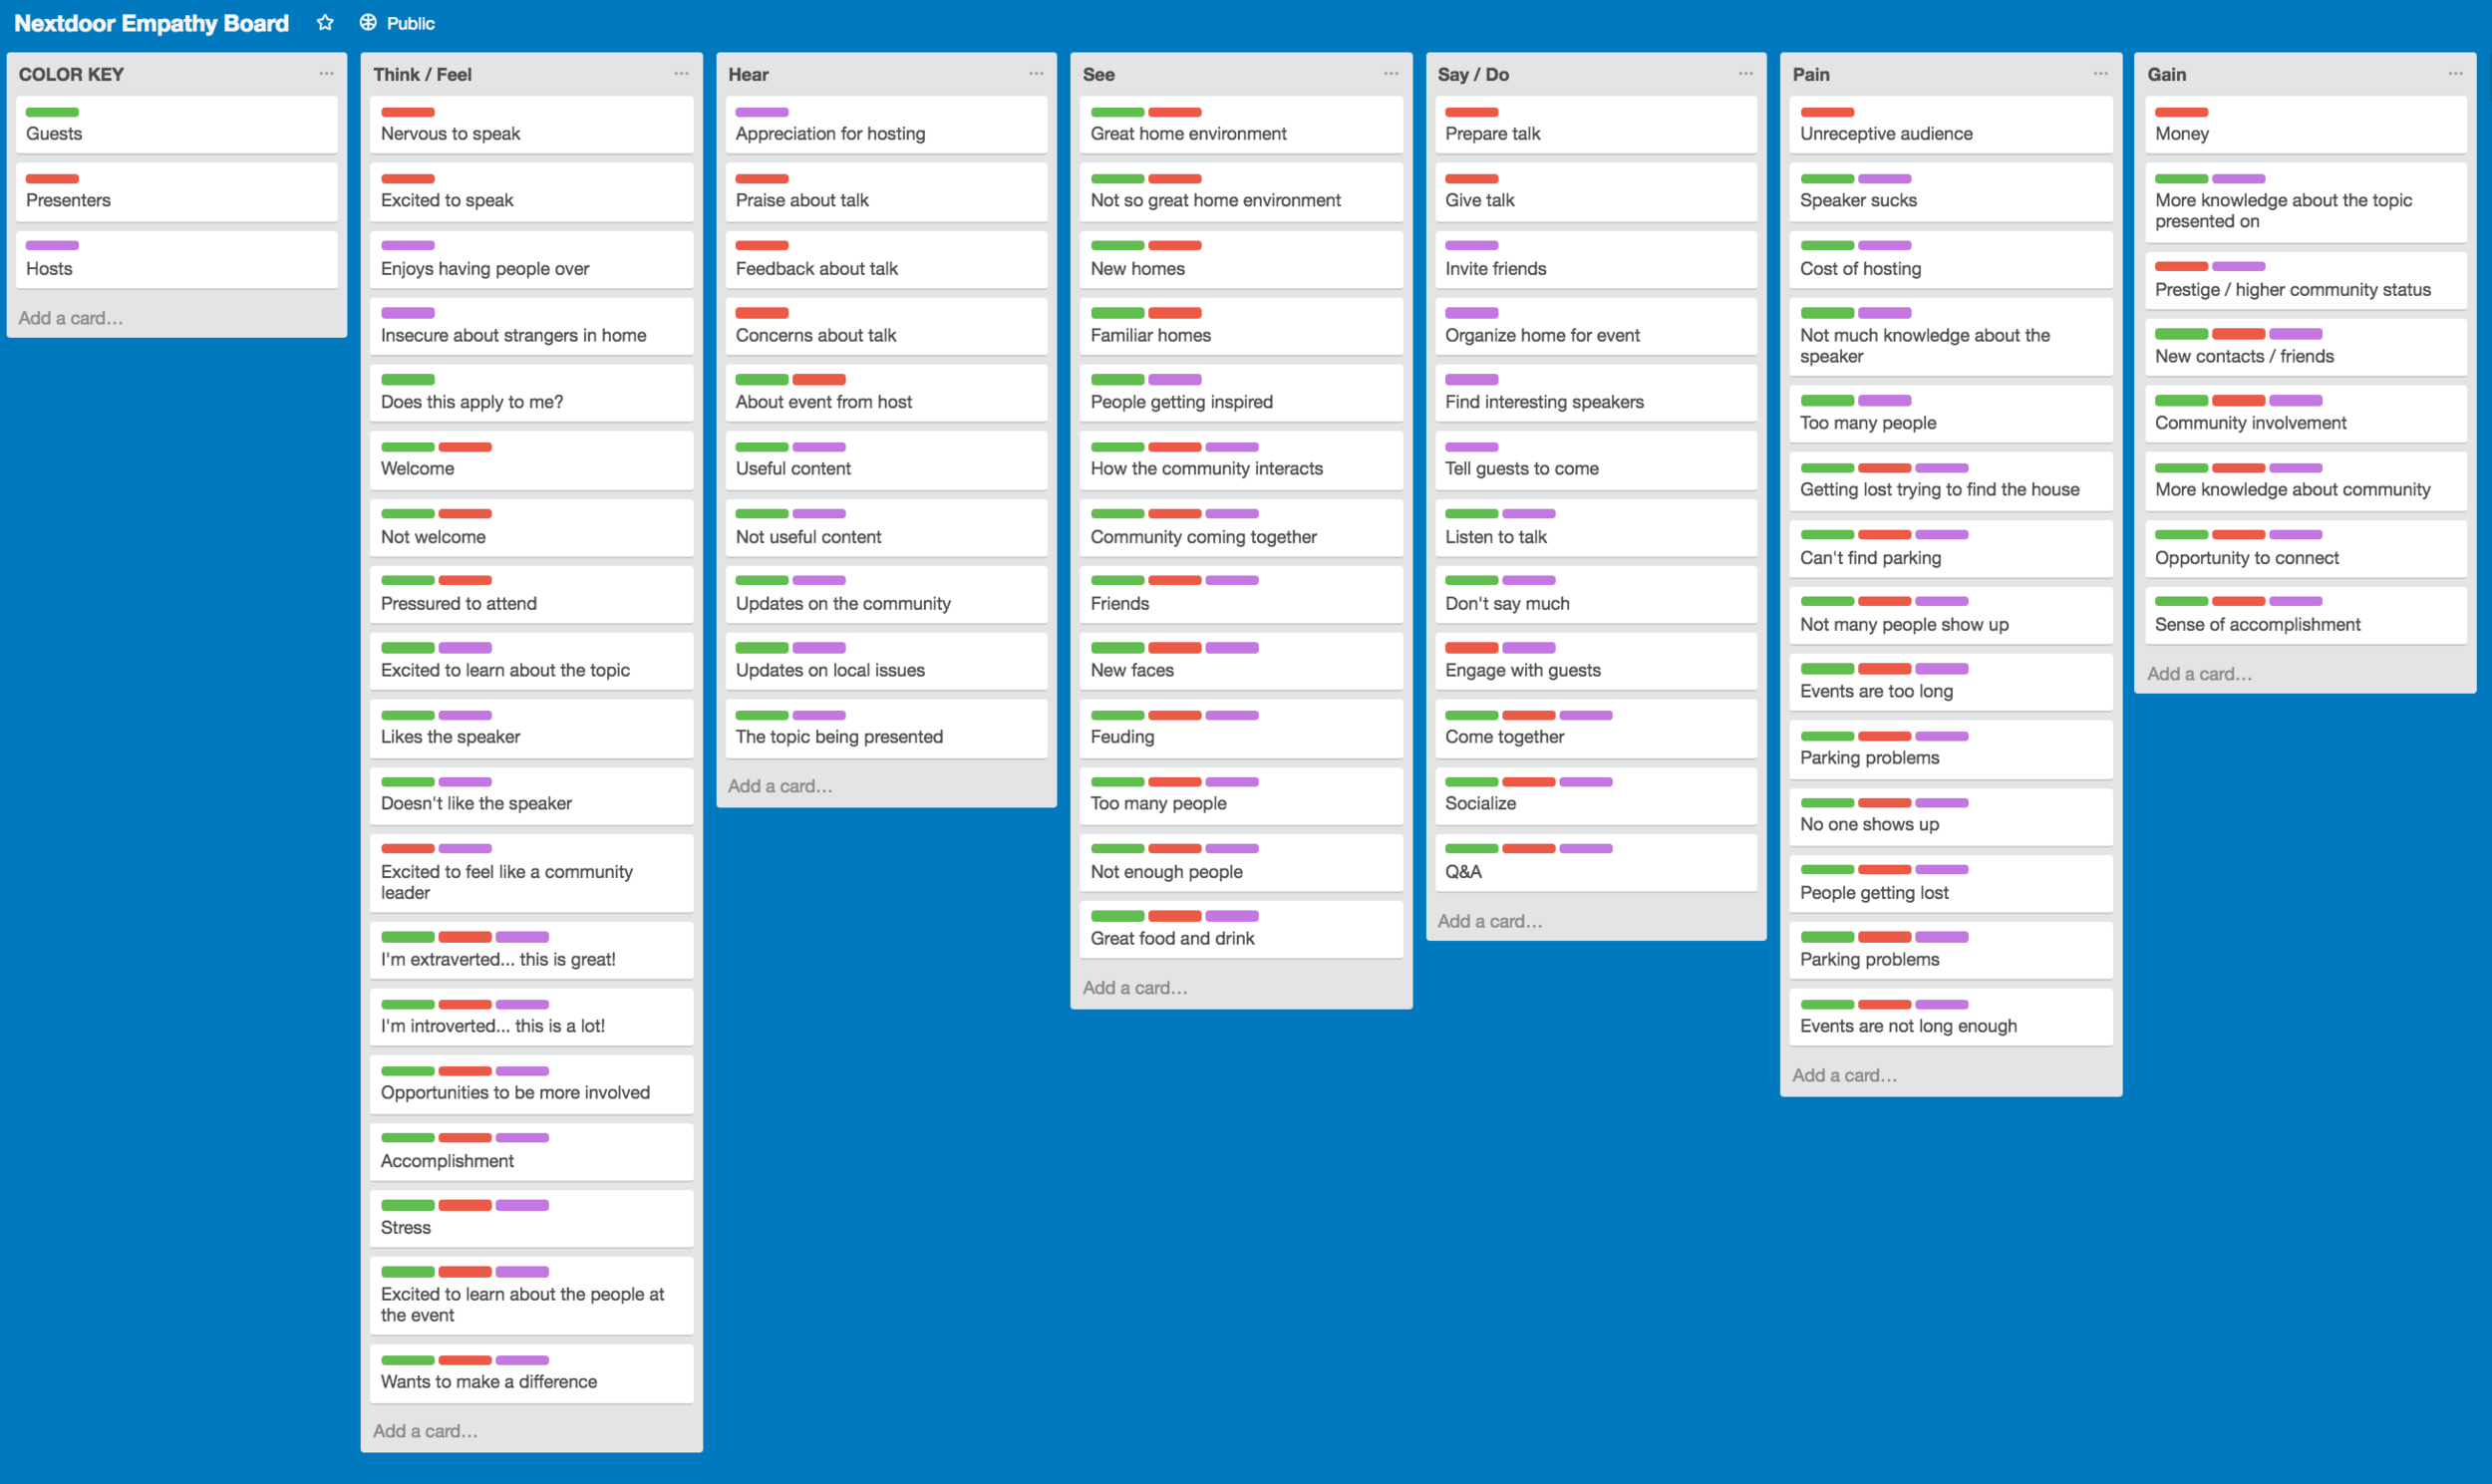 Nextdoor Empathy Board
Public
COLOR KEY
Guests
Presenters
Hosts
Add a card…
Think / Feel
Nervous to speak
Excited to speak
Enjoys having people over
Insecure about strangers in home
Does this apply to me?
Welcome
Not welcome
Pressured to attend
Excited to learn about the topic
Likes the speaker
Doesn't like the speaker
Excited to feel like a community
leader
I'm extraverted... this is great!
I'm introverted... this is a lot!
Opportunities to be more involved
Accomplishment
Stress
Excited to learn about the people at
the event
Wants to make a difference
Add a card…
Hear
Appreciation for hosting
Praise about talk
Feedback about talk
Concerns about talk
About event from host
Useful content
Not useful content
Updates on the community
Updates on local issues
The topic being presented
Add a card…
See
Great home environment
Not so great home environment
New homes
Familiar homes
People getting inspired
How the community interacts
Community coming together
Friends
New faces
Feuding
Too many people
Not enough people
Great food and drink
Add a card…
Say / Do
Prepare talk
Give talk
Invite friends
Organize home for event
Find interesting speakers
Tell guests to come
Listen to talk
Don't say much
Engage with guests
Come together
Socialize
Q&A
Add a card…
Pain
Unreceptive audience
Speaker sucks
Cost of hosting
Not much knowledge about the
speaker
Too many people
Getting lost trying to find the house
Can't find parking
Not many people show up
Events are too long
Parking problems
No one shows up
People getting lost
Parking problems
Events are not long enough
Add a card…
Gain
Money
More knowledge about the topic
presented on
Prestige / higher community status
New contacts / friends
Community involvement
More knowledge about community
Opportunity to connect
Sense of accomplishment
Add a card…